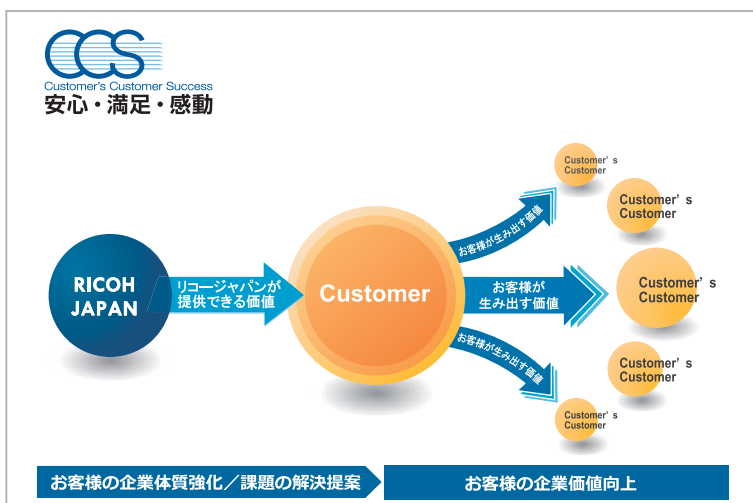 CCS
Customer's Customer Success
安心・満足・感動
RICOH
JAPAN
リコージャパンが
提供できる価値
Customer
お客様が生み出す価値
お客様が
生み出す価値
お客様が生み出す価値
Customer’s
Customer
Customer’s
Customer
Customer’s
Customer
Customer’s
Customer
Customer’s
Customer
お客様の企業体質強化／課題の解決提案
お客様の企業価値向上